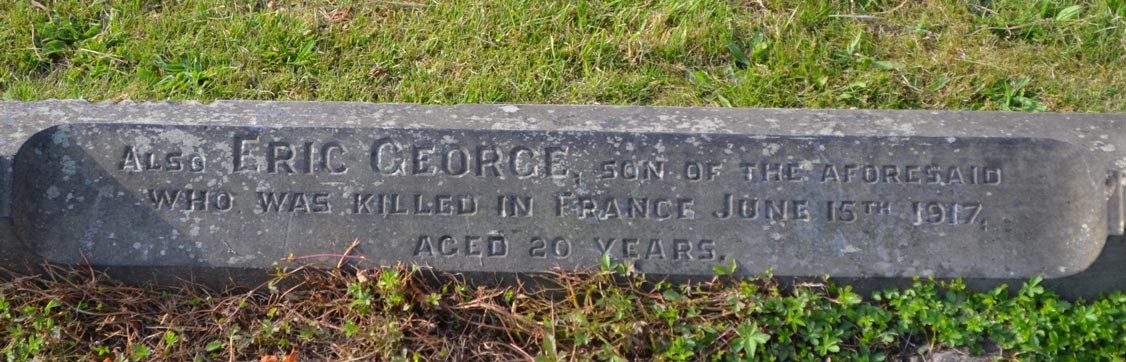 ALSO ERIC GEORGE, SON OF THE AFORESAID
WHO WAS KILLED IN FRANCE JUNE 15TH 1917,
AGED 20 YEARS.